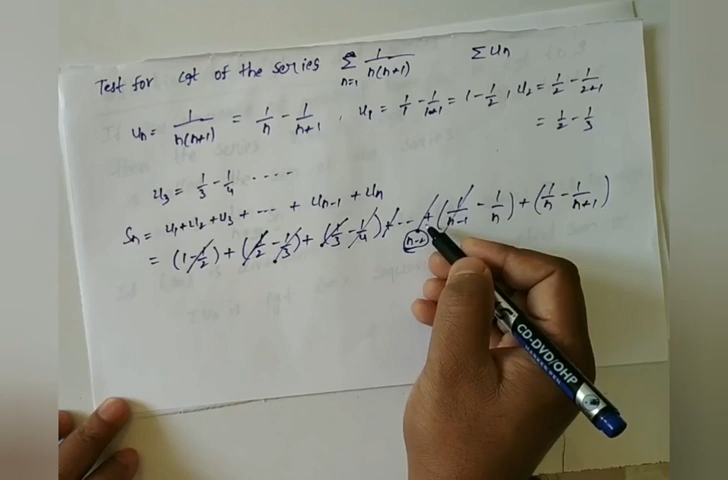 Test for cgt of the series ∑ n=1 1/n(n+1) ∑ un
un = 1/n(n+1) = 1/n - 1/n+1 , u1 = 1/1 - 1/1+1 = 1 - 1/2 , u2 = 1/2 - 1/2+1
= 1/2 - 1/3
u3 = 1/3 - 1/4 ....
Sn = u1 + u2 + u3 + --- + un-1 + un
= (1 - 1/2) + (1/2 - 1/3) + (1/3 - 1/4) + --- + (1/n-1 - 1/n) + (1/n - 1/n+1)
CD-DVD/OHP
MARKER PEN